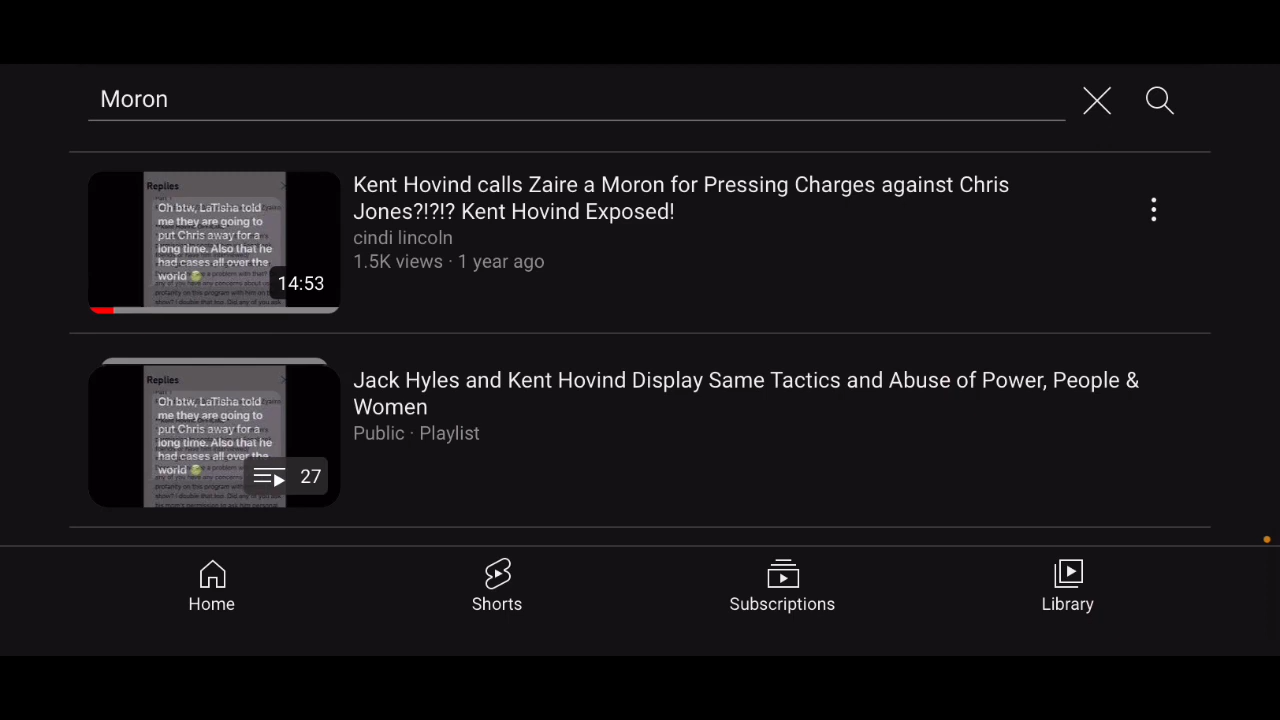 Moron
Kent Hovind calls Zaire a Moron for Pressing Charges against Chris
Jones?!?!? Kent Hovind Exposed!
cindi lincoln
1.5K views · 1 year ago
Replies
Oh btw, LaTisha told
me they are going to
put Chris away for a
long time. Also that he
had cases all over the
world
14:53
Jack Hyles and Kent Hovind Display Same Tactics and Abuse of Power, People &
Women
Public · Playlist
Replies
Oh btw, LaTisha told
me they are going to
put Chris away for a
long time. Also that he
had cases all over the
world
27
Home
Shorts
Subscriptions
Library